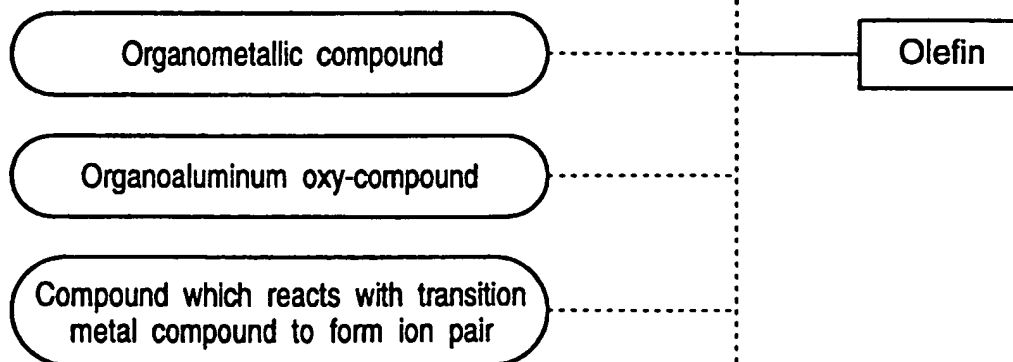 Organometallic compound
Olefin
Organoaluminum oxy-compound
Compound which reacts with transition
metal compound to form ion pair